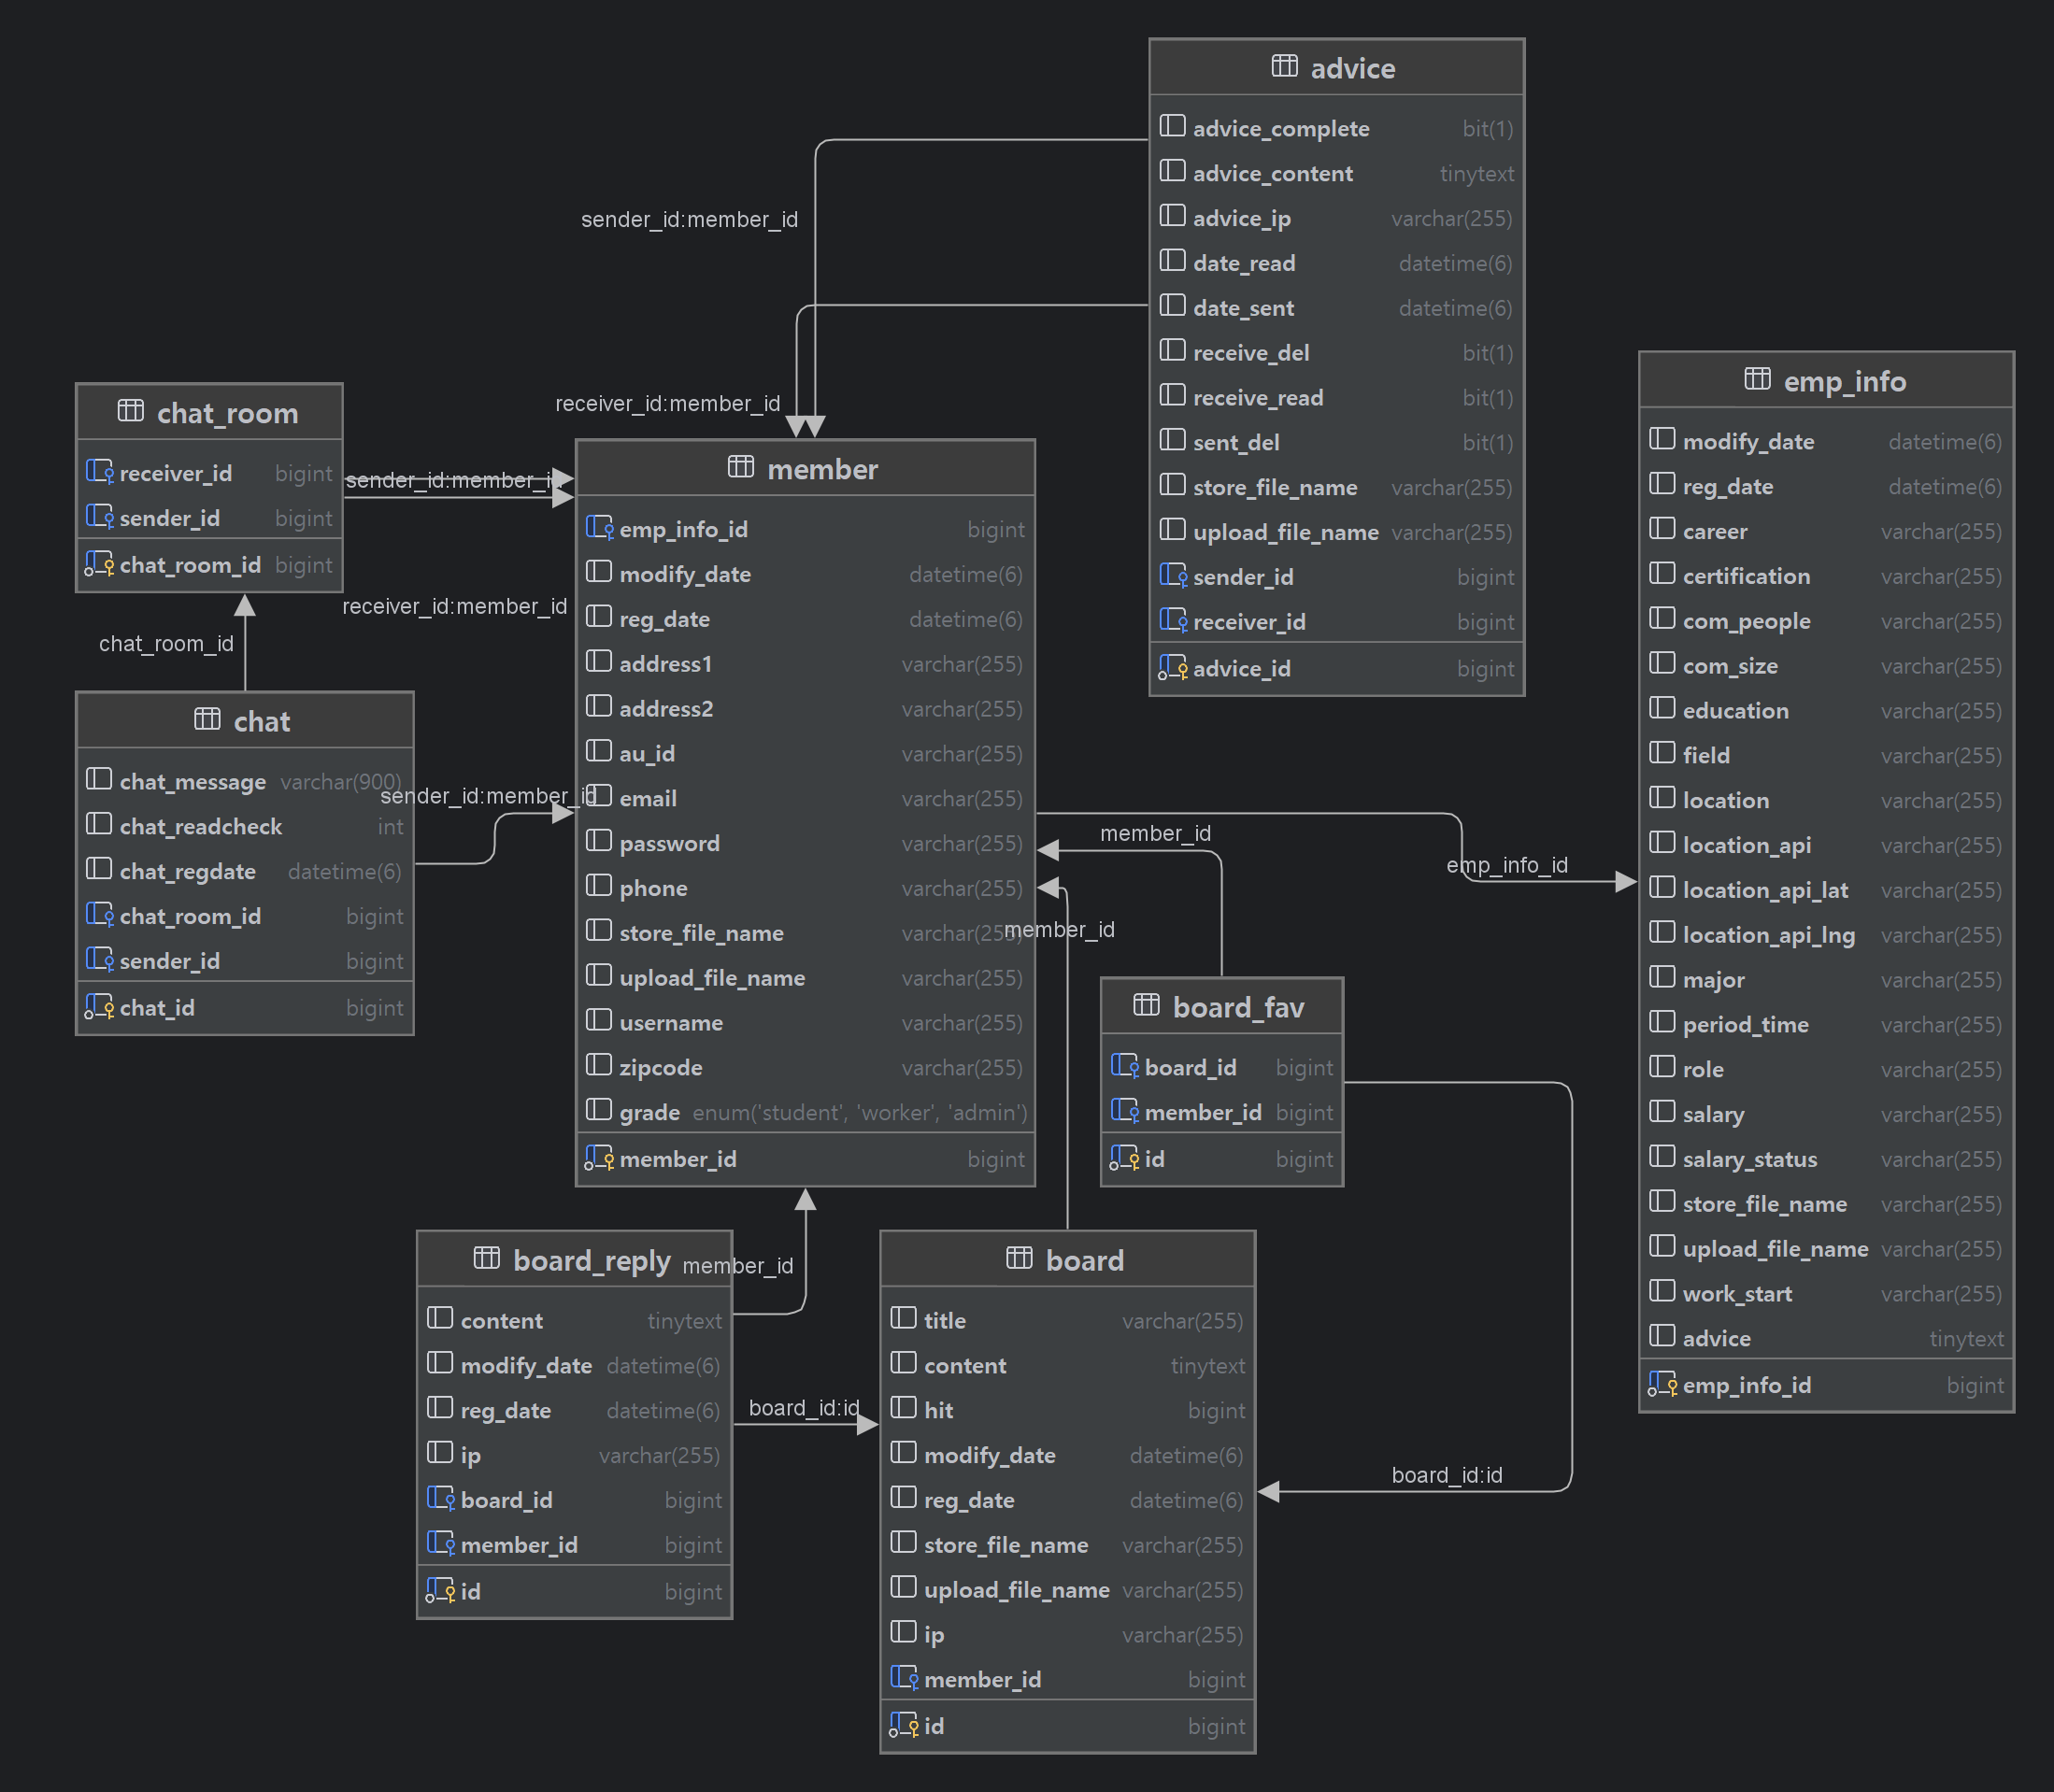 advice
advice_complete bit(1)
advice_content tinytext
advice_ip varchar(255)
date_read datetime(6)
date_sent datetime(6)
receive_del bit(1)
receive_read bit(1)
sent_del bit(1)
store_file_name varchar(255)
upload_file_name varchar(255)
sender_id bigint
receiver_id bigint
advice_id bigint
sender_id:member_id
receiver_id:member_id
chat_room
receiver_id bigint
sender_id bigint
chat_room_id bigint
sender_id:member_id
receiver_id:member_id
chat_room_id
chat
chat_message varchar(900)
chat_readcheck int
chat_regdate datetime(6)
chat_room_id bigint
sender_id bigint
chat_id bigint
sender_id:member_id
member
emp_info_id bigint
modify_date datetime(6)
reg_date datetime(6)
address1 varchar(255)
address2 varchar(255)
au_id varchar(255)
email varchar(255)
password varchar(255)
phone varchar(255)
store_file_name varchar(255)
upload_file_name varchar(255)
username varchar(255)
zipcode varchar(255)
grade enum('student', 'worker', 'admin')
member_id bigint
emp_info_id
member_id
member_id
emp_info
modify_date datetime(6)
reg_date datetime(6)
career varchar(255)
certification varchar(255)
com_people varchar(255)
com_size varchar(255)
education varchar(255)
field varchar(255)
location varchar(255)
location_api varchar(255)
location_api_lat varchar(255)
location_api_lng varchar(255)
major varchar(255)
period_time varchar(255)
role varchar(255)
salary varchar(255)
salary_status varchar(255)
store_file_name varchar(255)
upload_file_name varchar(255)
work_start varchar(255)
advice tinytext
emp_info_id bigint
board_fav
board_id bigint
member_id bigint
id bigint
board_id:id
board_reply
content tinytext
modify_date datetime(6)
reg_date datetime(6)
ip varchar(255)
board_id bigint
member_id bigint
id bigint
member_id
board_id:id
board
title varchar(255)
content tinytext
hit bigint
modify_date datetime(6)
reg_date datetime(6)
store_file_name varchar(255)
upload_file_name varchar(255)
ip varchar(255)
member_id bigint
id bigint